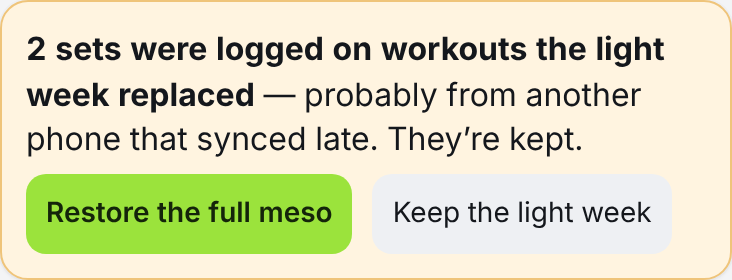 2 sets were logged on workouts the light
week replaced — probably from another
phone that synced late. They’re kept.
Restore the full meso
Keep the light week